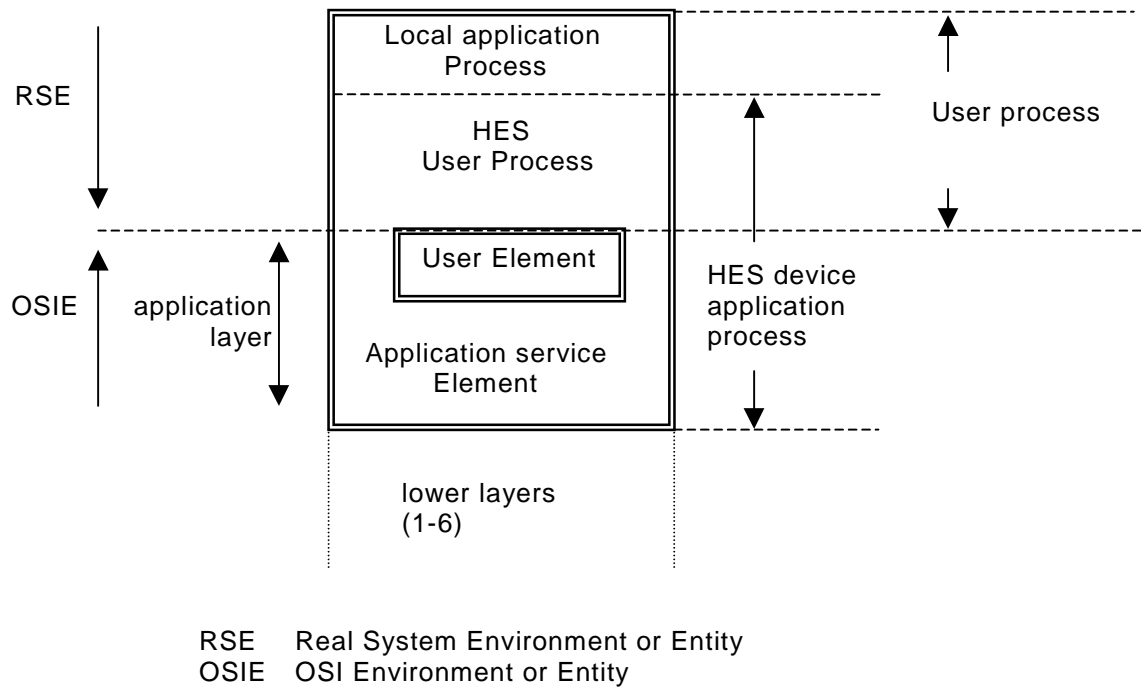 Local application
Process
RSE
User process
HES
User Process
User Element
HES device
application
process
OSIE
application
layer
Application service
Element
lower layers
(1-6)
RSE Real System Environment or Entity
OSIE OSI Environment or Entity